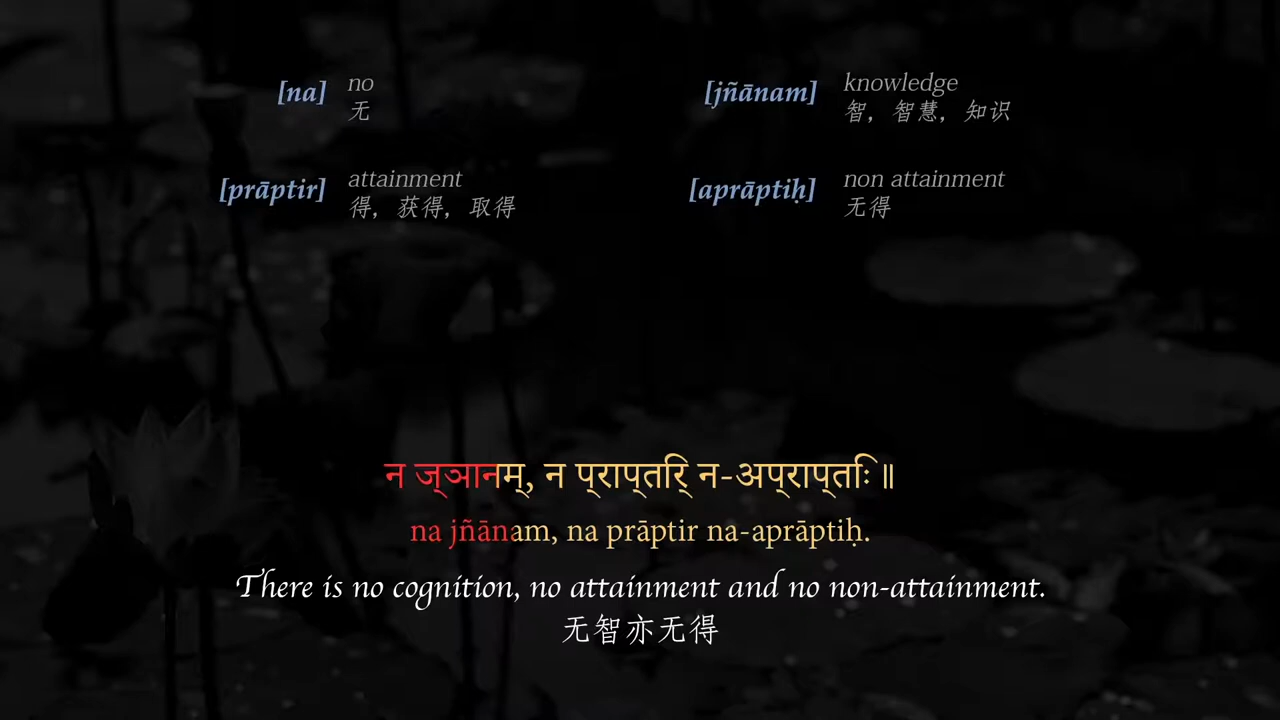 [na] no
无
[jñānam] knowledge
智，智慧，知识
[prāptir] attainment
得，获得，取得
[aprāptiḥ] non attainment
无得
न ज्ञानम्, न प्राप्तिर् न-अप्राप्तिः॥
na jñānam, na prāptir na-aprāptiḥ.
There is no cognition, no attainment and no non-attainment.
无智亦无得